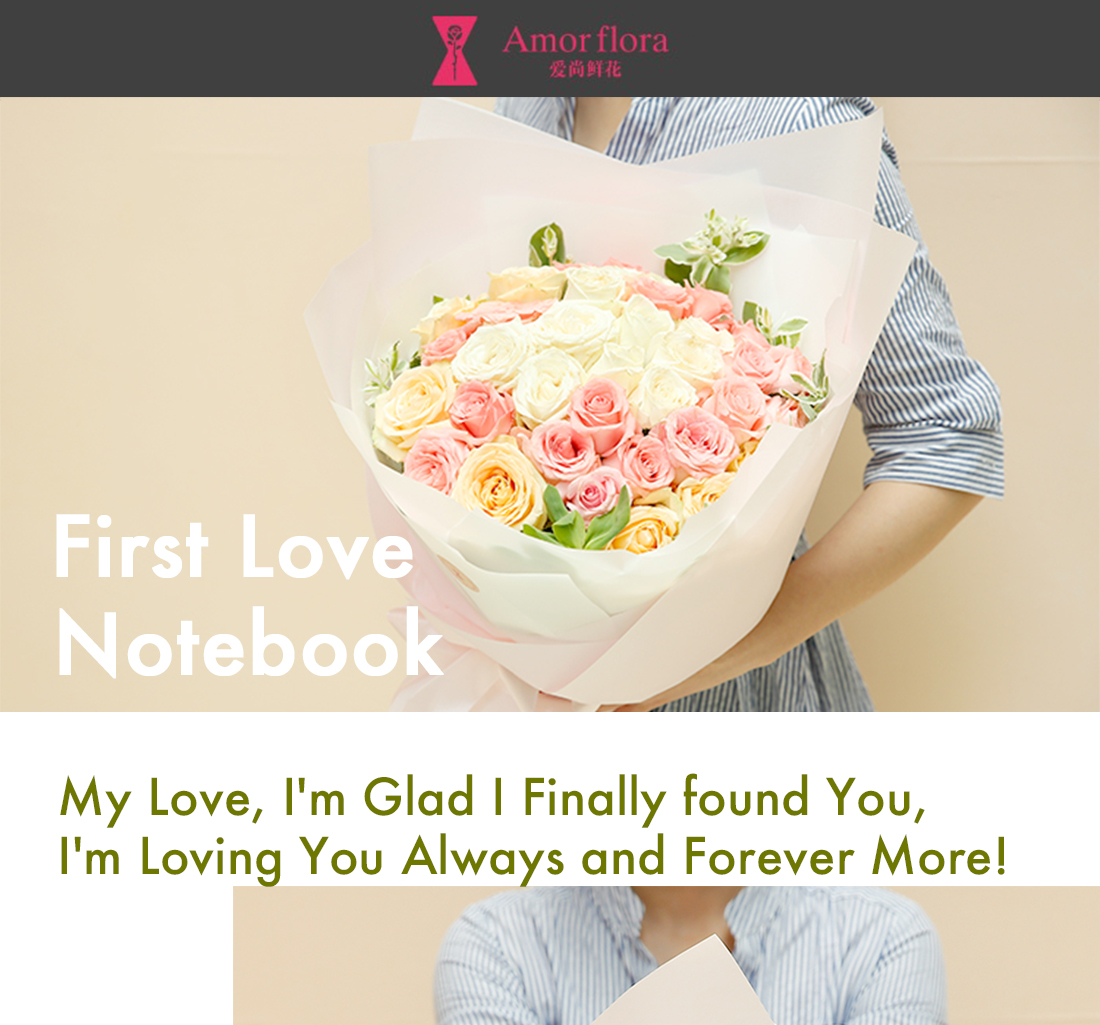 Amor flora
爱尚鲜花
First Love
Notebook
My Love, I'm Glad I Finally found You,
I'm Loving You Always and Forever More!